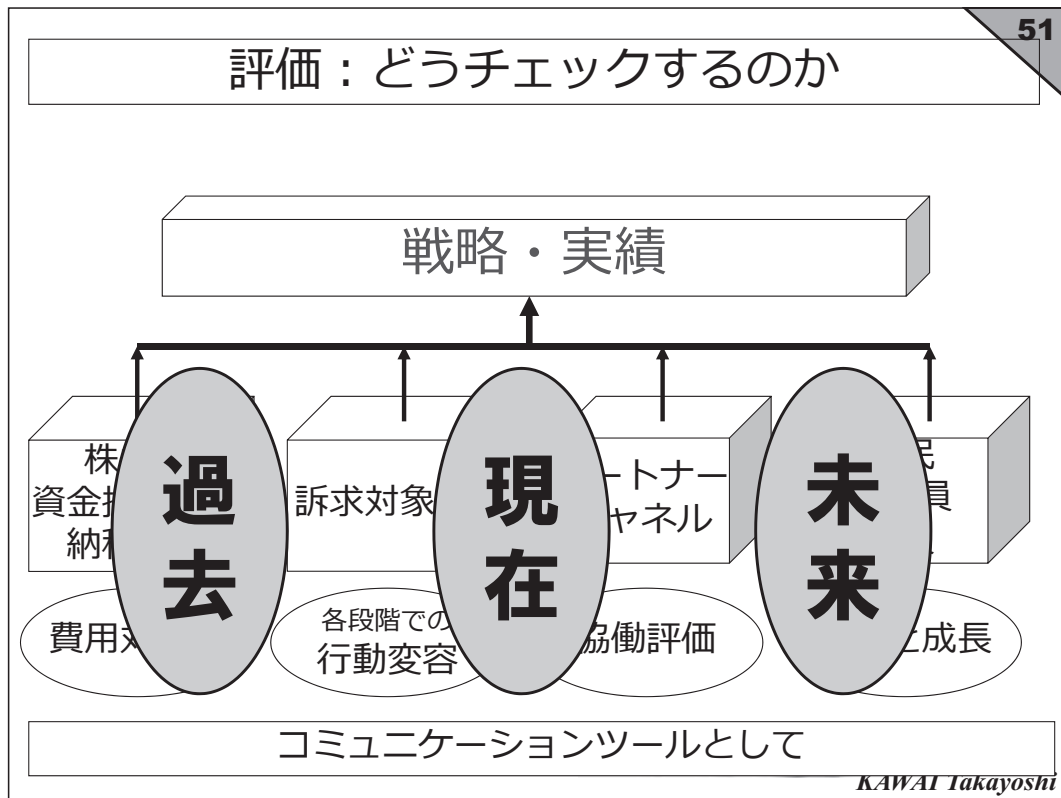 51
評価：どうチェックするのか
戦略・実績
株
資金
納
過去
訴求対象
現在
ートナー
ャネル
未来
民
員
費用
各段階での
行動変容
協働評価
と成長
コミュニケーションツールとして
KAWAI Takayoshi